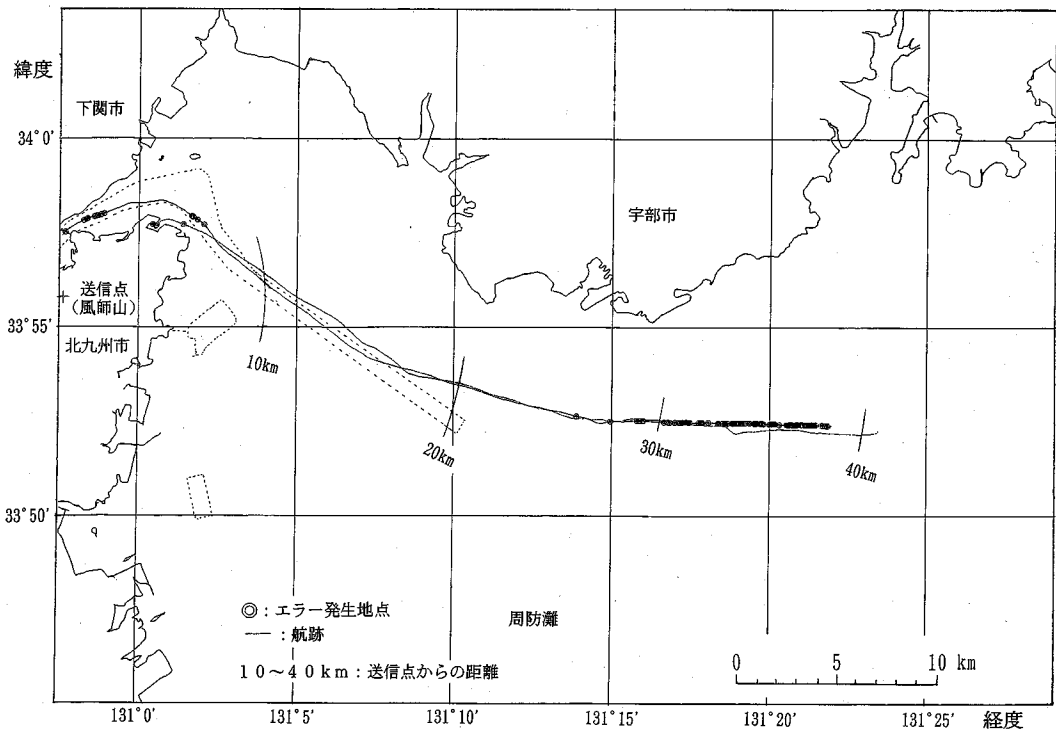 緯度
下関市
34°0'
宇部市
送信点
(風師山)
33°55'
北九州市
10km
20km
30km
40km
33°50'
◎:エラー発生地点
周防灘
―:航跡
10~40km:送信点からの距離
0 5 10 km
131°0' 131°5' 131°10' 131°15' 131°20' 131°25' 経度